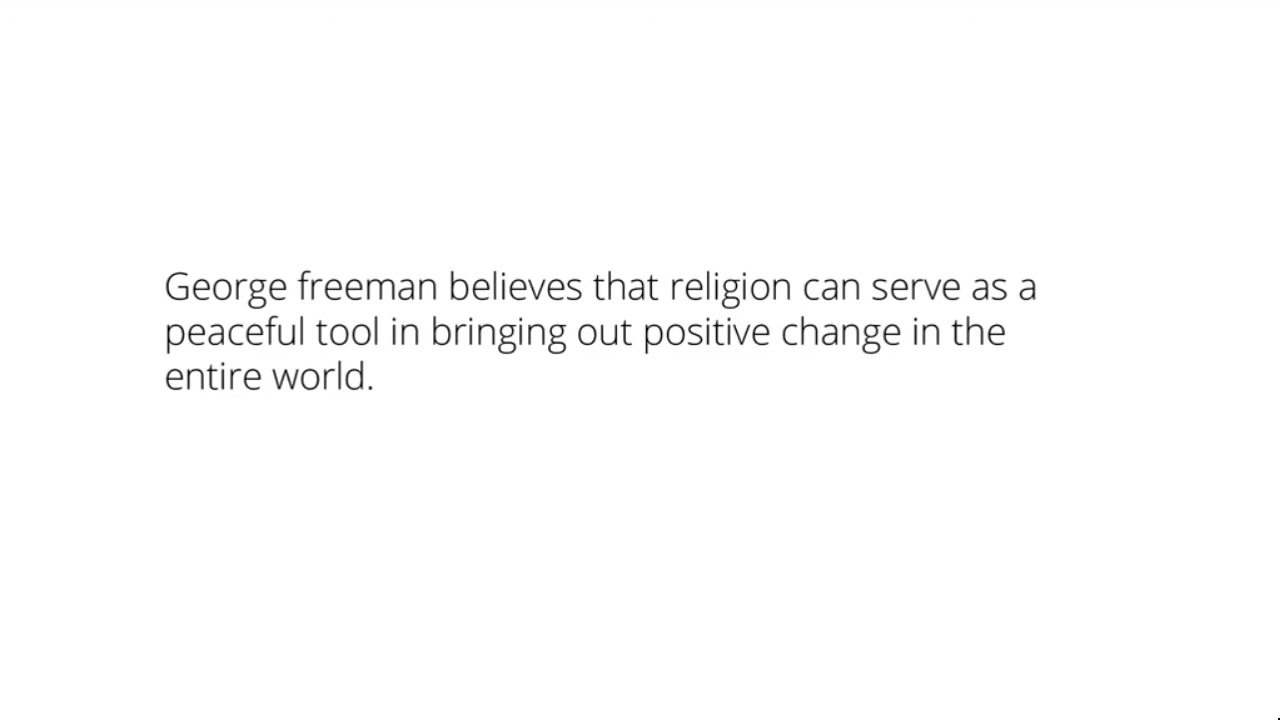 George freeman believes that religion can serve as a
peaceful tool in bringing out positive change in the
entire world.